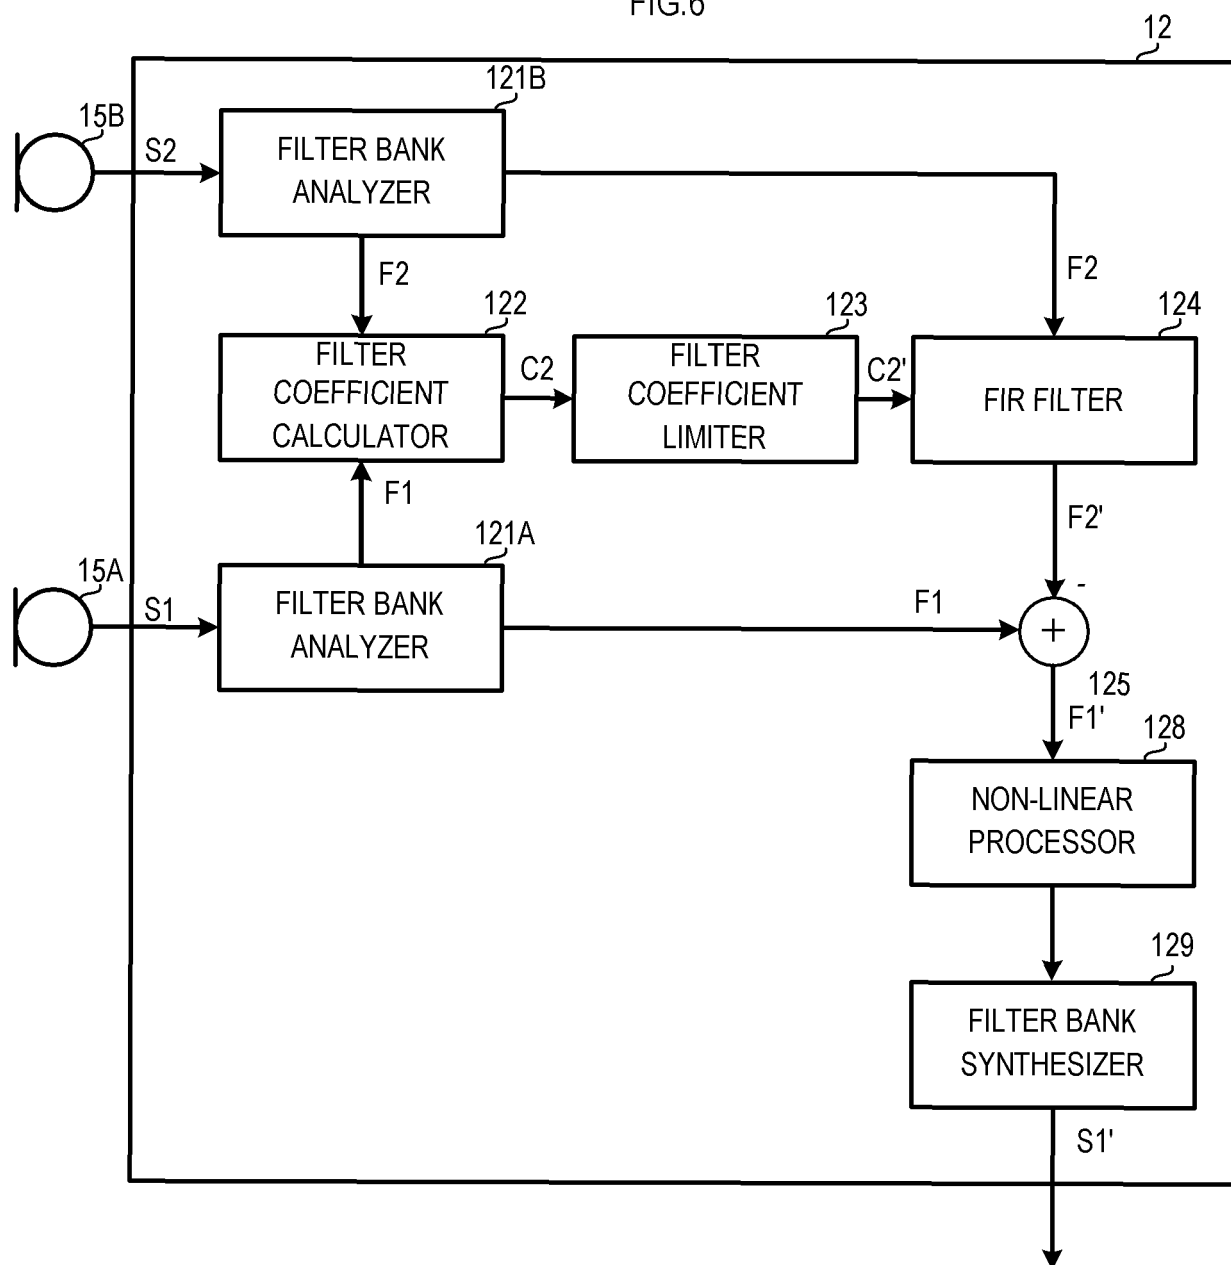 FIG.6
12
121B
15B
S2
FILTER BANK
ANALYZER
F2
F2
122
123
124
FILTER
COEFFICIENT
CALCULATOR
C2
FILTER
COEFFICIENT
LIMITER
C2'
FIR FILTER
F1
F2'
121A
15A
S1
FILTER BANK
ANALYZER
F1
-
+
125
F1'
128
NON-LINEAR
PROCESSOR
129
FILTER BANK
SYNTHESIZER
S1'